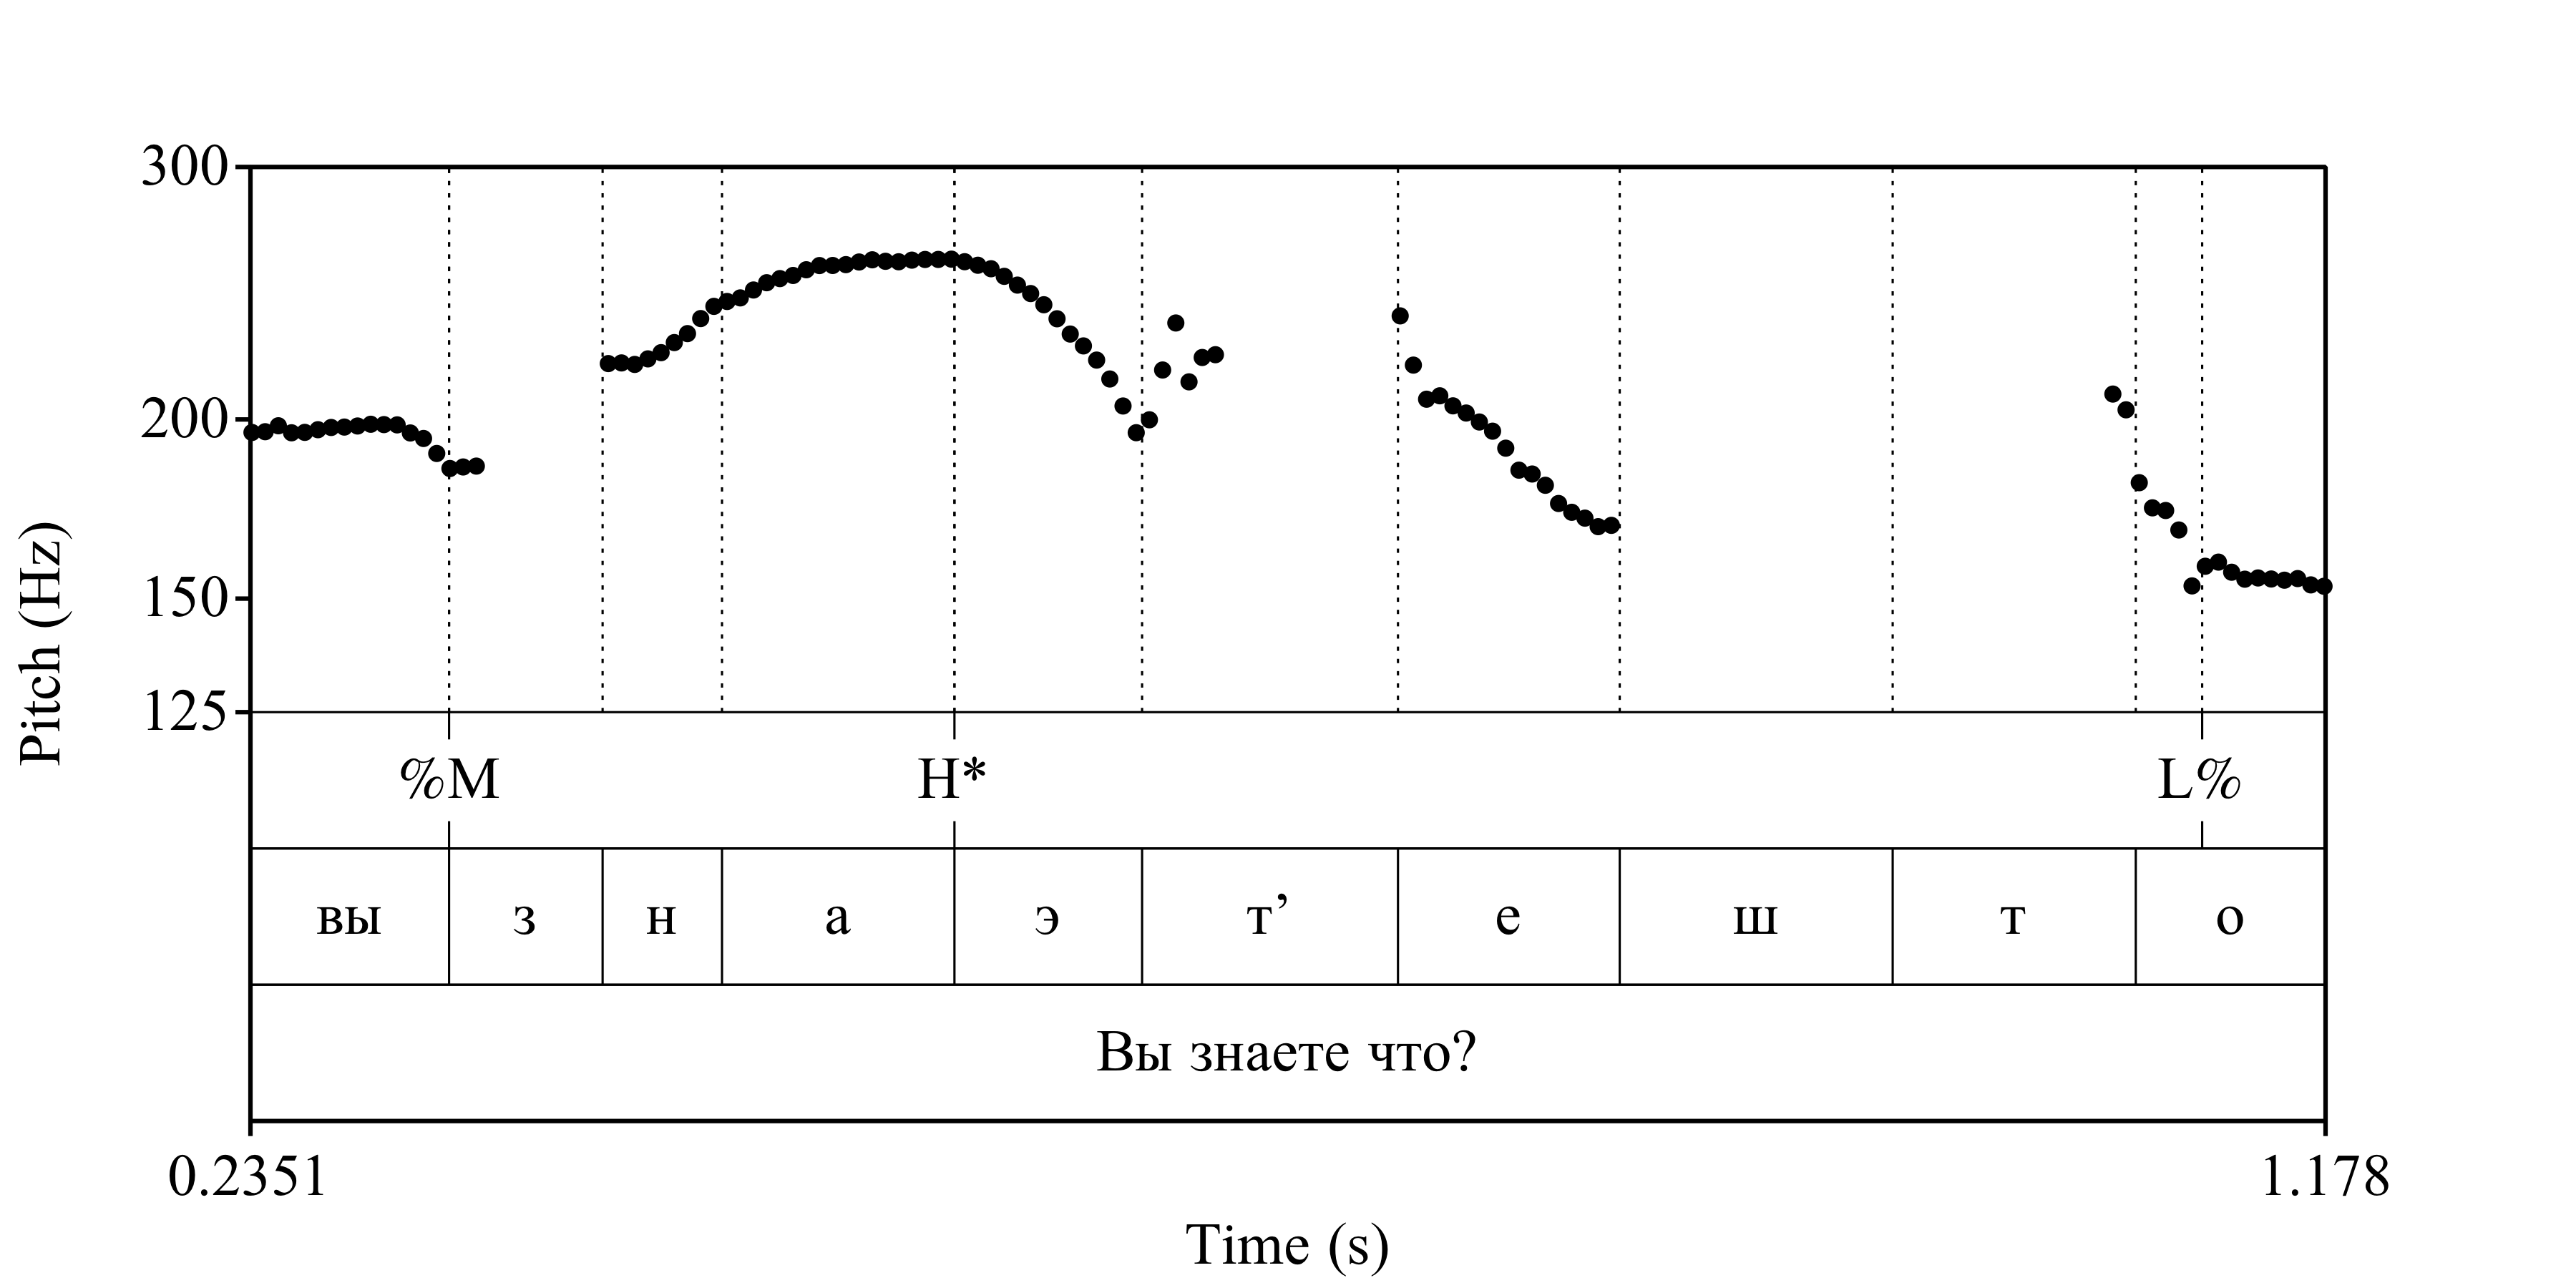 300
200
150
125
Pitch (Hz)
%M H* L%
вы з н а э т’ е ш т о
Вы знаете что?
0.2351 1.178
Time (s)